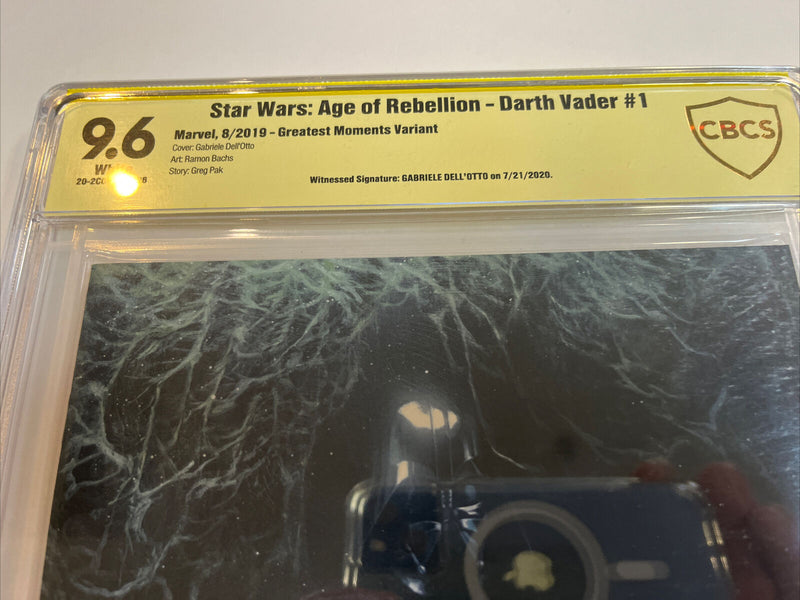 Star Wars: Age of Rebellion – Darth Vader #1
9.6
Marvel, 8/2019 – Greatest Moments Variant
CBCS
Cover: Gabriele Dell'Otto
Art: Ramon Bachs
White
Story: Greg Pak
Witnessed Signature: GABRIELE DELL'OTTO on 7/21/2020.